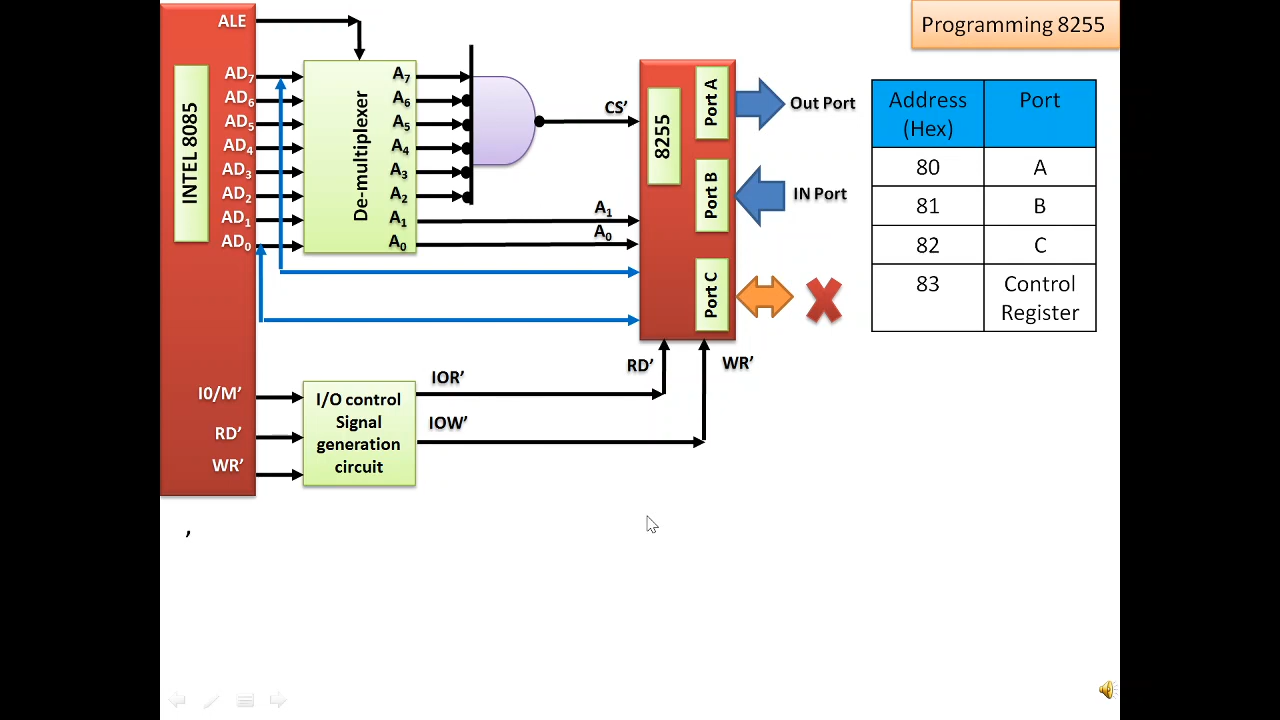 Programming 8255
ALE
INTEL 8085
AD7
AD6
AD5
AD4
AD3
AD2
AD1
AD0
De-multiplexer
A7
A6
A5
A4
A3
A2
A1
A0
CS’
A1
A0
8255
Port A
Port B
Port C
Out Port
IN Port
Address (Hex) Port
80 A
81 B
82 C
83 Control Register
I0/M’
RD’
WR’
I/O control
Signal
generation
circuit
IOR’
IOW’
RD’
WR’
,